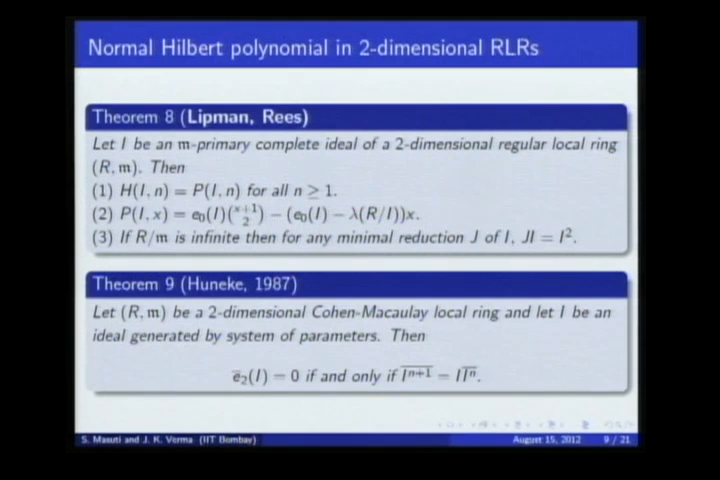 Normal Hilbert polynomial in 2-dimensional RLRs
Theorem 8 (Lipman, Rees)
Let I be an m-primary complete ideal of a 2-dimensional regular local ring
(R, m). Then
(1) H(I, n) = P(I, n) for all n ≥ 1.
(2) P(I, x) = e₀(I)(x+1 2) − (e₀(I) − λ(R/I))x.
(3) If R/m is infinite then for any minimal reduction J of I, JI = I².
Theorem 9 (Huneke, 1987)
Let (R, m) be a 2-dimensional Cohen-Macaulay local ring and let I be an
ideal generated by system of parameters. Then
e̅₂(I) = 0 if and only if \overline{I^{n+1}} = I\overline{I^n}.
S. Masuti and J. K. Verma (IIT Bombay) August 15, 2012 9 / 21